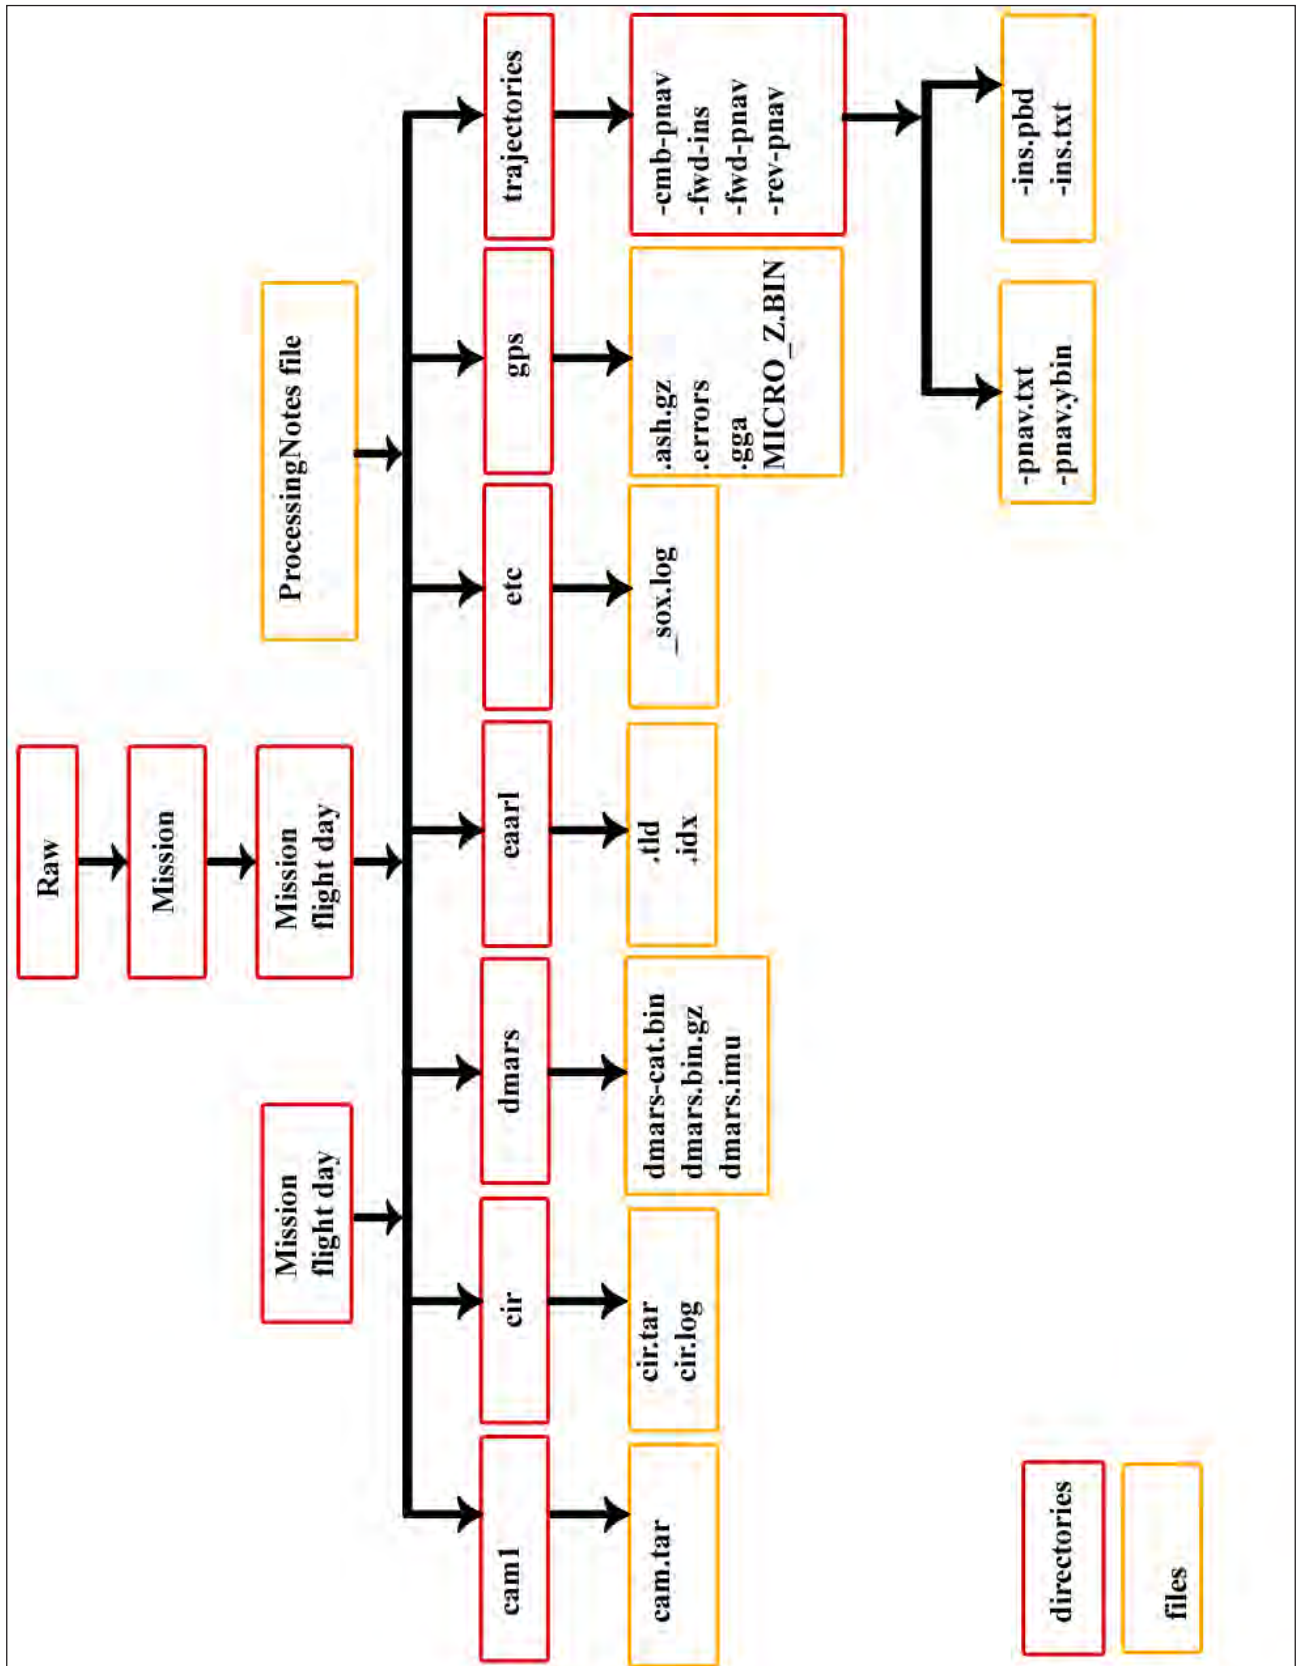 Raw
Mission
Mission
flight day
Mission
flight day
ProcessingNotes file
cam1
cir
dmars
eaarl
etc
gps
trajectories
cam.tar
cir.tar
cir.log
dmars-cat.bin
dmars.bin.gz
dmars.imu
.tld
.idx
_sox.log
.ash.gz
.errors
.gga
MICRO_Z.BIN
-cmb-pnav
-fwd-ins
-fwd-pnav
-rev-pnav
-pnav.txt
-pnav.ybin
-ins.pbd
-ins.txt
directories
files